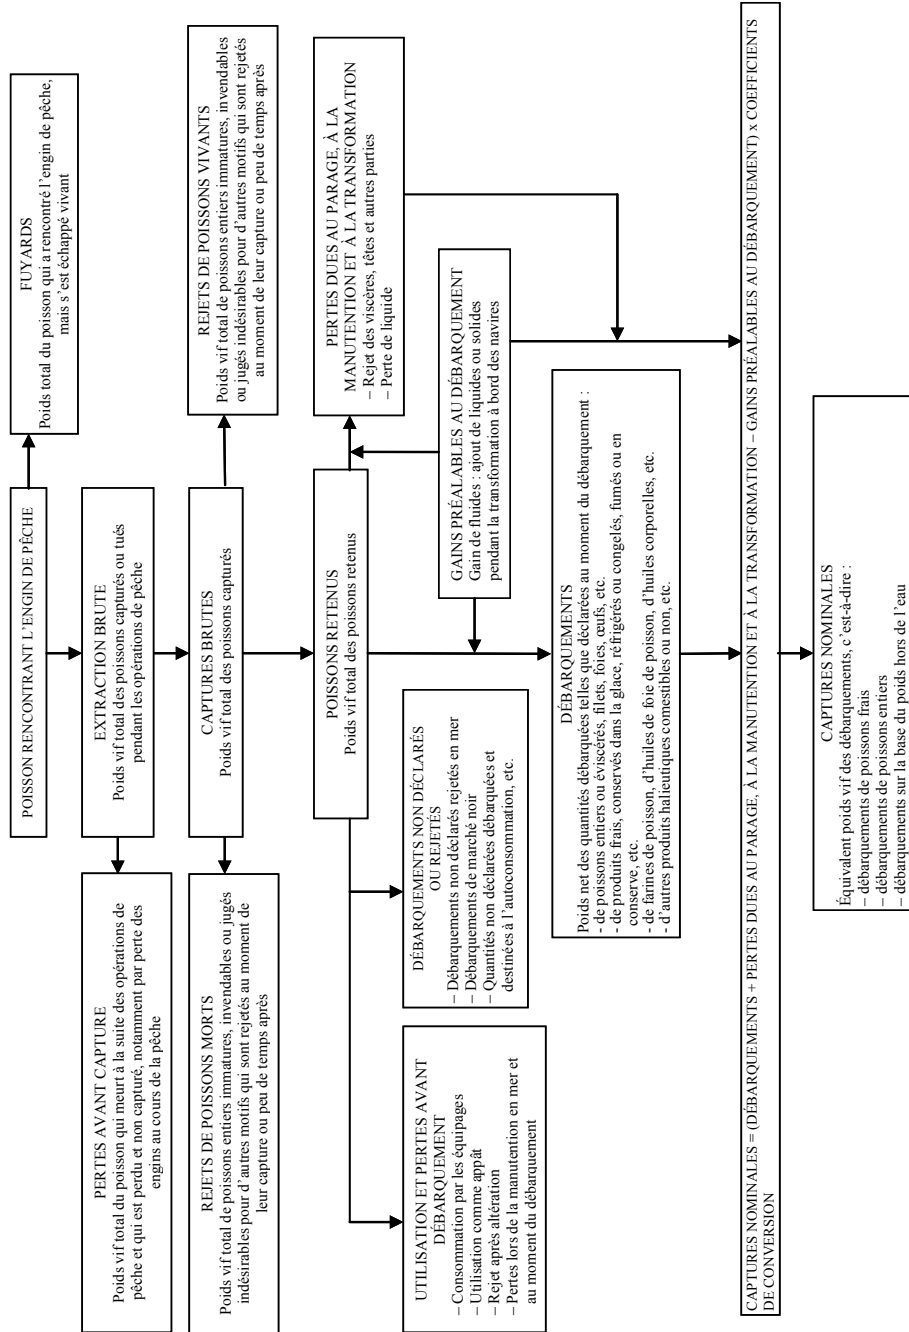 POISSON RENCONTRANT L'ENGIN DE PÊCHE
FUYARDS
Poids total du poisson qui a rencontré l'engin de pêche,
mais s'est échappé vivant
PERTES AVANT CAPTURE
Poids vif total du poisson qui meurt à la suite des opérations de
pêche et qui est perdu et non capturé, notamment par perte des
engins au cours de la pêche
EXTRACTION BRUTE
Poids vif total des poissons capturés ou tués
pendant les opérations de pêche
REJETS DE POISSONS MORTS
Poids vif total de poissons entiers immatures, invendables ou jugés
indésirables pour d'autres motifs qui sont rejetés au moment de
leur capture ou peu de temps après
CAPTURES BRUTES
Poids vif total des poissons capturés
REJETS DE POISSONS VIVANTS
Poids vif total de poissons entiers immatures, invendables
ou jugés indésirables pour d'autres motifs qui sont rejetés
au moment de leur capture ou peu de temps après
POISSONS RETENUS
Poids vif total des poissons retenus
PERTES DUES AU PARAGE, À LA
MANUTENTION ET À LA TRANSFORMATION
– Rejet des viscères, têtes et autres parties
– Perte de liquide
UTILISATION ET PERTES AVANT
DÉBARQUEMENT
– Consommation par les équipages
– Utilisation comme appât
– Rejet après altération
– Pertes lors de la manutention en mer et
au moment du débarquement
DÉBARQUEMENTS NON DÉCLARÉS
OU REJETÉS
– Débarquements non déclarés rejetés en mer
– Débarquements de marché noir
– Quantités non déclarées débarquées et
destinées à l'autoconsommation, etc.
GAINS PRÉALABLES AU DÉBARQUEMENT
Gain de fluides : ajout de liquides ou solides
pendant la transformation à bord des navires
DÉBARQUEMENTS
Poids net des quantités débarquées telles que déclarées au moment du débarquement :
- de poissons entiers ou éviscérés, filets, foies, œufs, etc.
- de produits frais, conservés dans la glace, réfrigérés ou congelés, fumés ou en
conserve, etc.
- de farines de poisson, d'huiles de foie de poisson, d'huiles corporelles, etc.
- d'autres produits halieutiques comestibles ou non, etc.
CAPTURES NOMINALES = (DÉBARQUEMENTS + PERTES DUES AU PARAGE, À LA MANUTENTION ET À LA TRANSFORMATION – GAINS PRÉALABLES AU DÉBARQUEMENT) x COEFFICIENTS
DE CONVERSION
CAPTURES NOMINALES
Équivalent poids vif des débarquements, c'est-à-dire :
– débarquements de poissons frais
– débarquements de poissons entiers
– débarquements sur la base du poids hors de l'eau